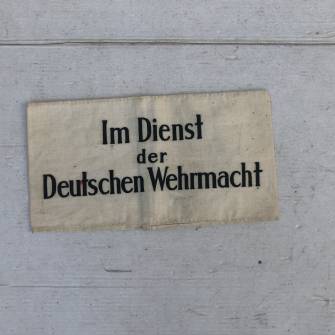 Im Dienst
der
Deutschen Wehrmacht